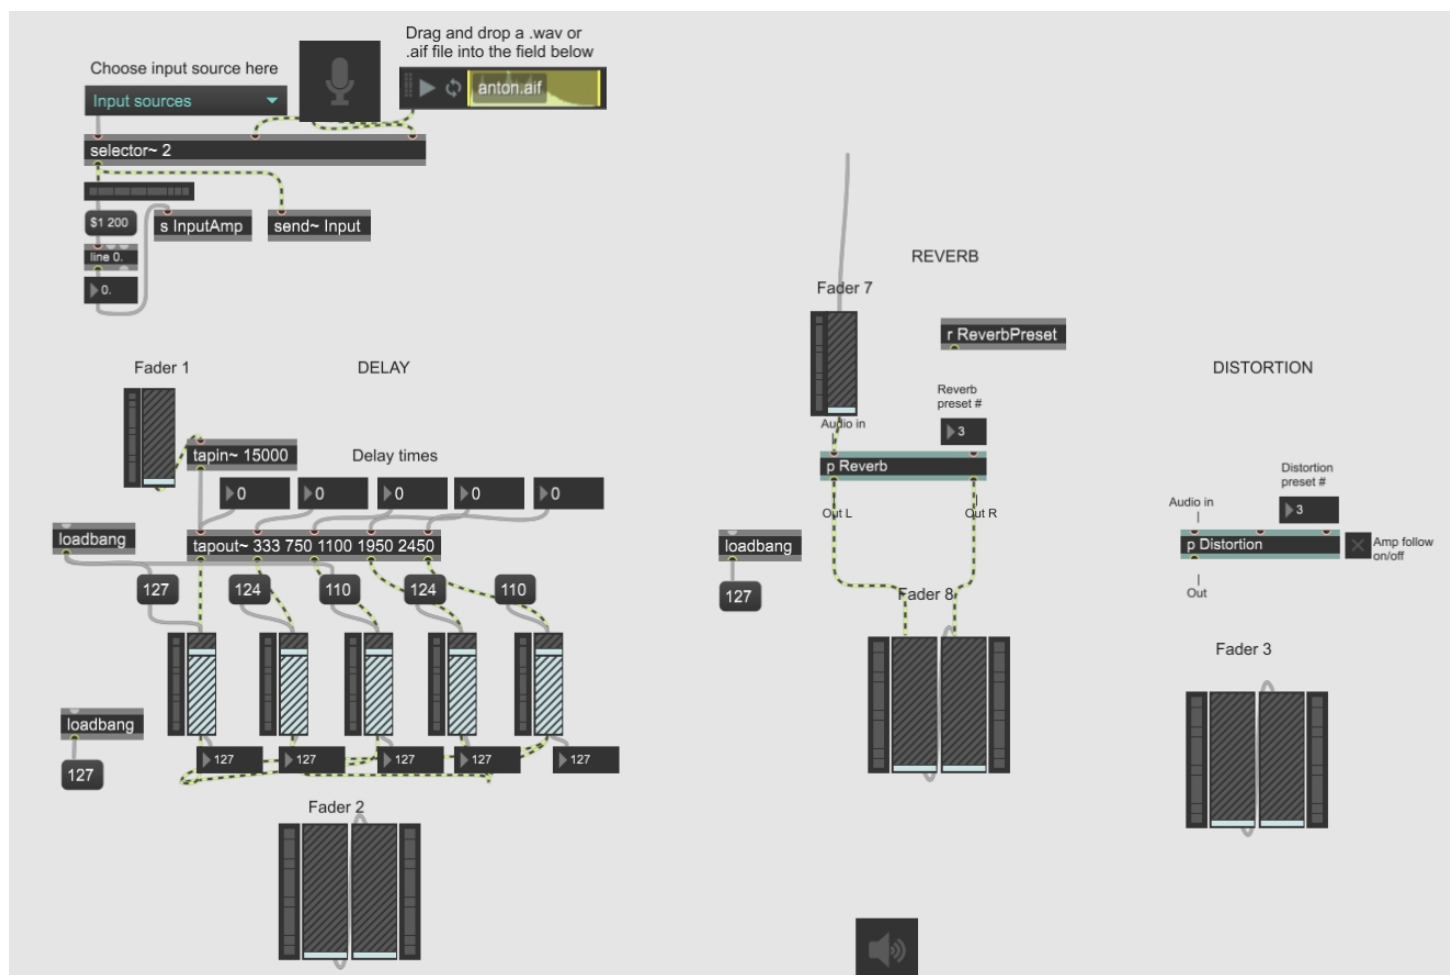 Drag and drop a .wav or
.aif file into the field below
Choose input source here
Input sources
anton.aif
selector~ 2
$1 200
s InputAmp
send~ Input
line 0.
0.
Fader 1
DELAY
tapin~ 15000
Delay times
0
0
0
0
0
loadbang
tapout~ 333 750 1100 1950 2450
127
124
110
124
110
loadbang
127
127
127
127
127
127
Fader 2
REVERB
Fader 7
r ReverbPreset
Reverb
preset #
3
Audio in
p Reverb
Out L
Out R
loadbang
127
Fader 8
DISTORTION
Distortion
preset #
3
Audio in
p Distortion
Amp follow
on/off
Out
Fader 3